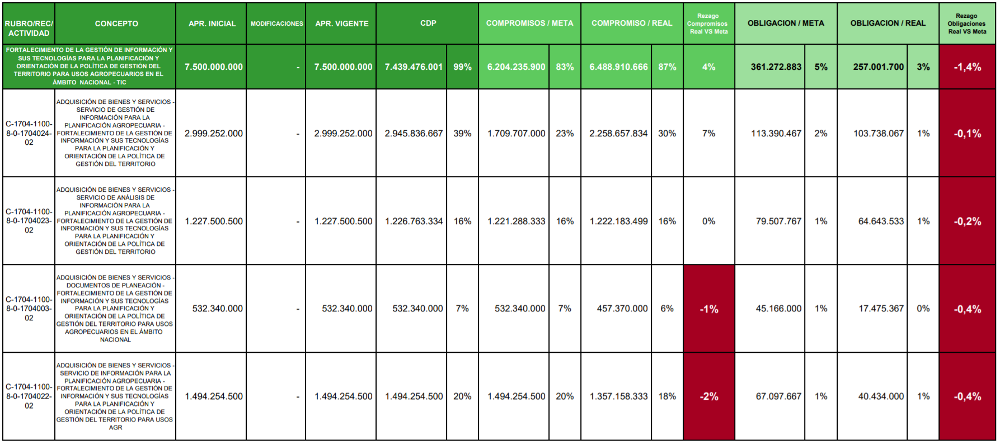 RUBRO/REC/
ACTIVIDAD
CONCEPTO
APR. INICIAL
MODIFICACIONES
APR. VIGENTE
CDP
COMPROMISOS / META
COMPROMISO / REAL
Rezago
Compromisos
Real VS Meta
OBLIGACION / META
OBLIGACION / REAL
Rezago
Obligaciones
Real VS Meta
FORTALECIMIENTO DE LA GESTIÓN DE INFORMACIÓN Y
SUS TECNOLOGÍAS PARA LA PLANIFICACIÓN Y
ORIENTACIÓN DE LA POLÍTICA DE GESTIÓN DEL
TERRITORIO PARA USOS AGROPECUARIOS EN EL
ÁMBITO NACIONAL - TIC
7.500.000.000 - 7.500.000.000 7.439.476.001 99% 6.204.235.900 83% 6.488.910.666 87% 4% 361.272.883 5% 257.001.700 3% -1,4%
C-1704-1100-
8-0-1704024-
02
ADQUISICIÓN DE BIENES Y SERVICIOS -
SERVICIO DE GESTIÓN DE
INFORMACIÓN PARA LA
PLANIFICACIÓN AGROPECUARIA -
FORTALECIMIENTO DE LA GESTIÓN DE
INFORMACIÓN Y SUS TECNOLOGÍAS
PARA LA PLANIFICACIÓN Y
ORIENTACIÓN DE LA POLÍTICA DE
GESTIÓN DEL TERRITORIO
2.999.252.000 - 2.999.252.000 2.945.836.667 39% 1.709.707.000 23% 2.258.657.834 30% 7% 113.390.467 2% 103.738.067 1% -0,1%
C-1704-1100-
8-0-1704023-
02
ADQUISICIÓN DE BIENES Y SERVICIOS -
SERVICIO DE ANÁLISIS DE
INFORMACIÓN PARA LA
PLANIFICACIÓN AGROPECUARIA -
FORTALECIMIENTO DE LA GESTIÓN DE
INFORMACIÓN Y SUS TECNOLOGÍAS
PARA LA PLANIFICACIÓN Y
ORIENTACIÓN DE LA POLÍTICA DE
GESTIÓN DEL TERRITORIO
1.227.500.500 - 1.227.500.500 1.226.763.334 16% 1.221.288.333 16% 1.222.183.499 16% 0% 79.507.767 1% 64.643.533 1% -0,2%
C-1704-1100-
8-0-1704003-
02
ADQUISICIÓN DE BIENES Y SERVICIOS -
DOCUMENTOS DE PLANEACIÓN -
FORTALECIMIENTO DE LA GESTIÓN DE
INFORMACIÓN Y SUS TECNOLOGÍAS
PARA LA PLANIFICACIÓN Y
ORIENTACIÓN DE LA POLÍTICA DE
GESTIÓN DEL TERRITORIO PARA USOS
AGROPECUARIOS EN EL ÁMBITO
NACIONAL
532.340.000 - 532.340.000 532.340.000 7% 532.340.000 7% 457.370.000 6% -1% 45.166.000 1% 17.475.367 0% -0,4%
C-1704-1100-
8-0-1704022-
02
ADQUISICIÓN DE BIENES Y SERVICIOS -
SERVICIO DE INFORMACIÓN PARA LA
PLANIFICACIÓN AGROPECUARIA -
FORTALECIMIENTO DE LA GESTIÓN DE
INFORMACIÓN Y SUS TECNOLOGÍAS
PARA LA PLANIFICACIÓN Y
ORIENTACIÓN DE LA POLÍTICA DE
GESTIÓN DEL TERRITORIO PARA USOS
AGR
1.494.254.500 - 1.494.254.500 1.494.254.500 20% 1.494.254.500 20% 1.357.158.333 18% -2% 67.097.667 1% 40.434.000 1% -0,4%